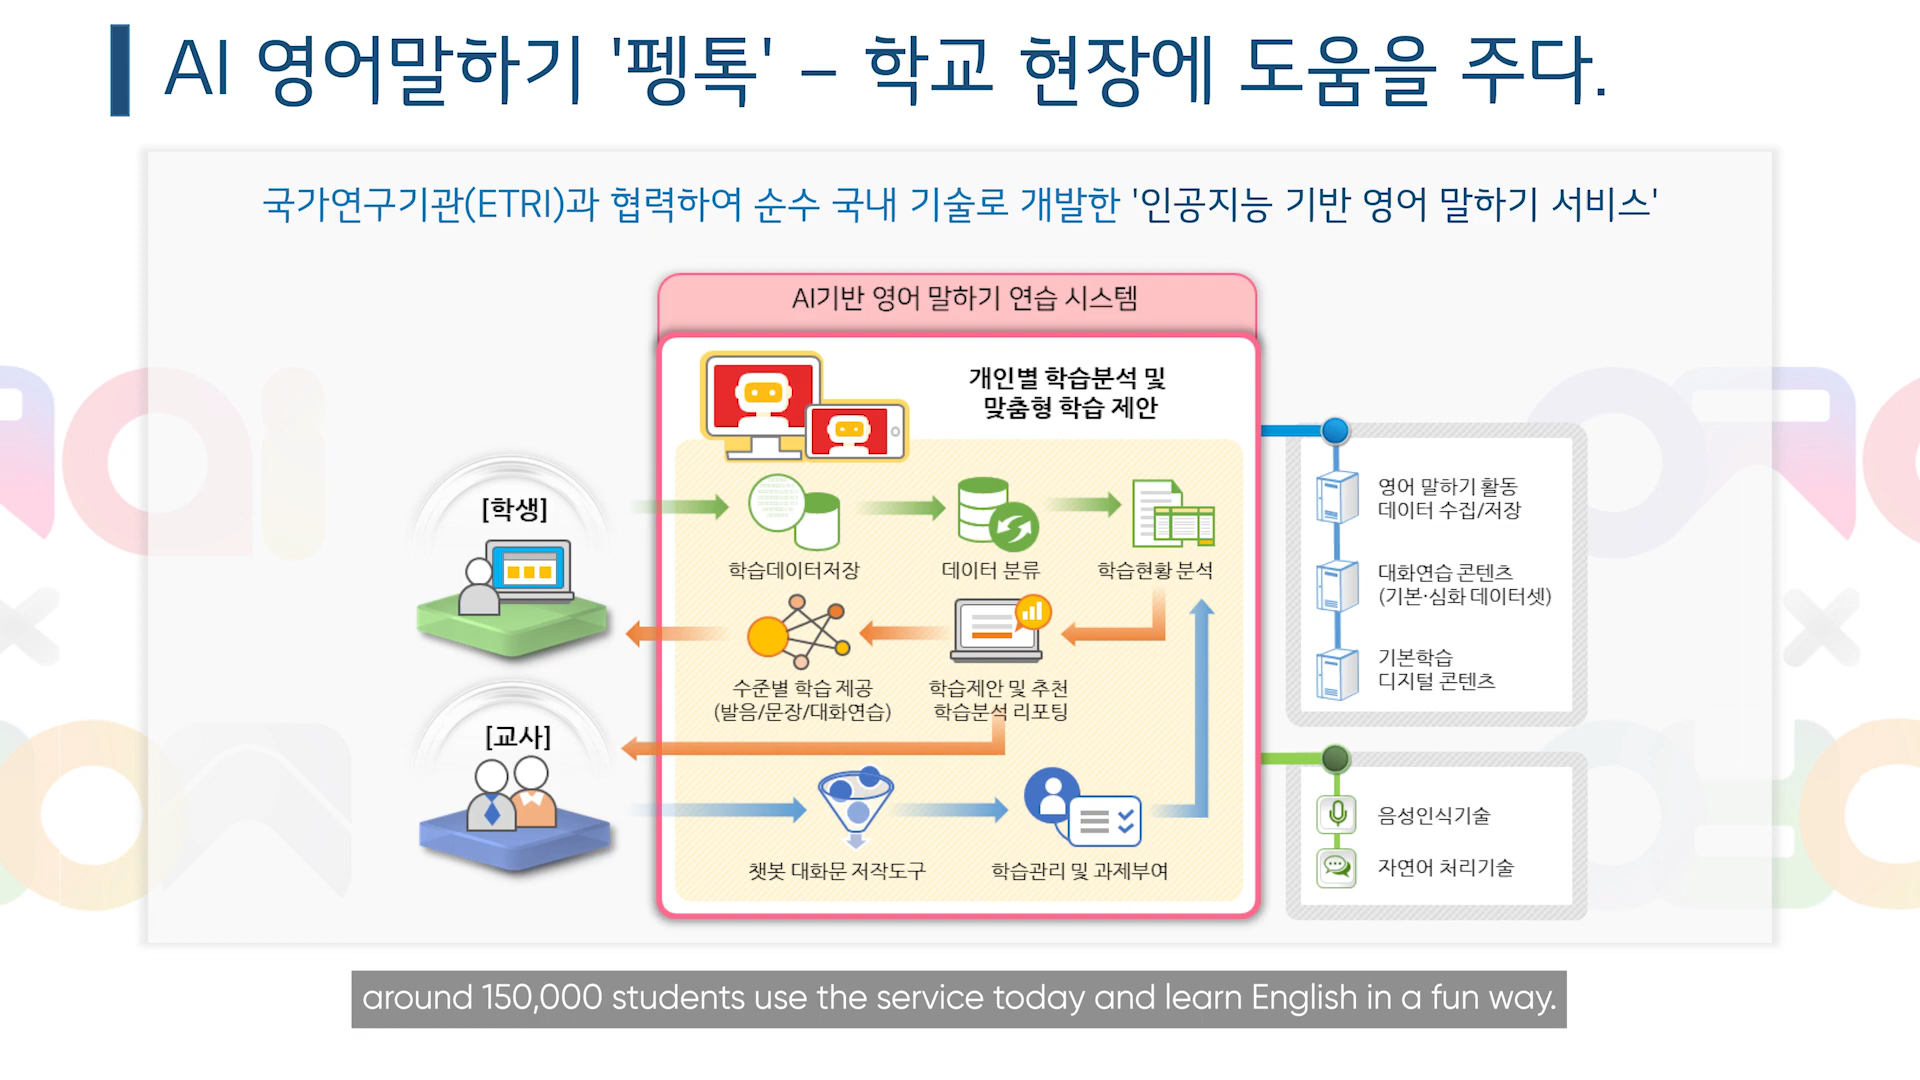 AI 영어말하기 '펭톡' – 학교 현장에 도움을 주다.
국가연구기관(ETRI)과 협력하여 순수 국내 기술로 개발한 '인공지능 기반 영어 말하기 서비스'
AI기반 영어 말하기 연습 시스템
개인별 학습분석 및
맞춤형 학습 제안
[학생]
학습데이터저장
데이터 분류
학습현황 분석
수준별 학습 제공
(발음/문장/대화연습)
학습제안 및 추천
학습분석 리포팅
[교사]
챗봇 대화문 저작도구
학습관리 및 과제부여
영어 말하기 활동
데이터 수집/저장
대화연습 콘텐츠
(기본·심화 데이터셋)
기본학습
디지털 콘텐츠
음성인식기술
자연어 처리기술
around 150,000 students use the service today and learn English in a fun way.